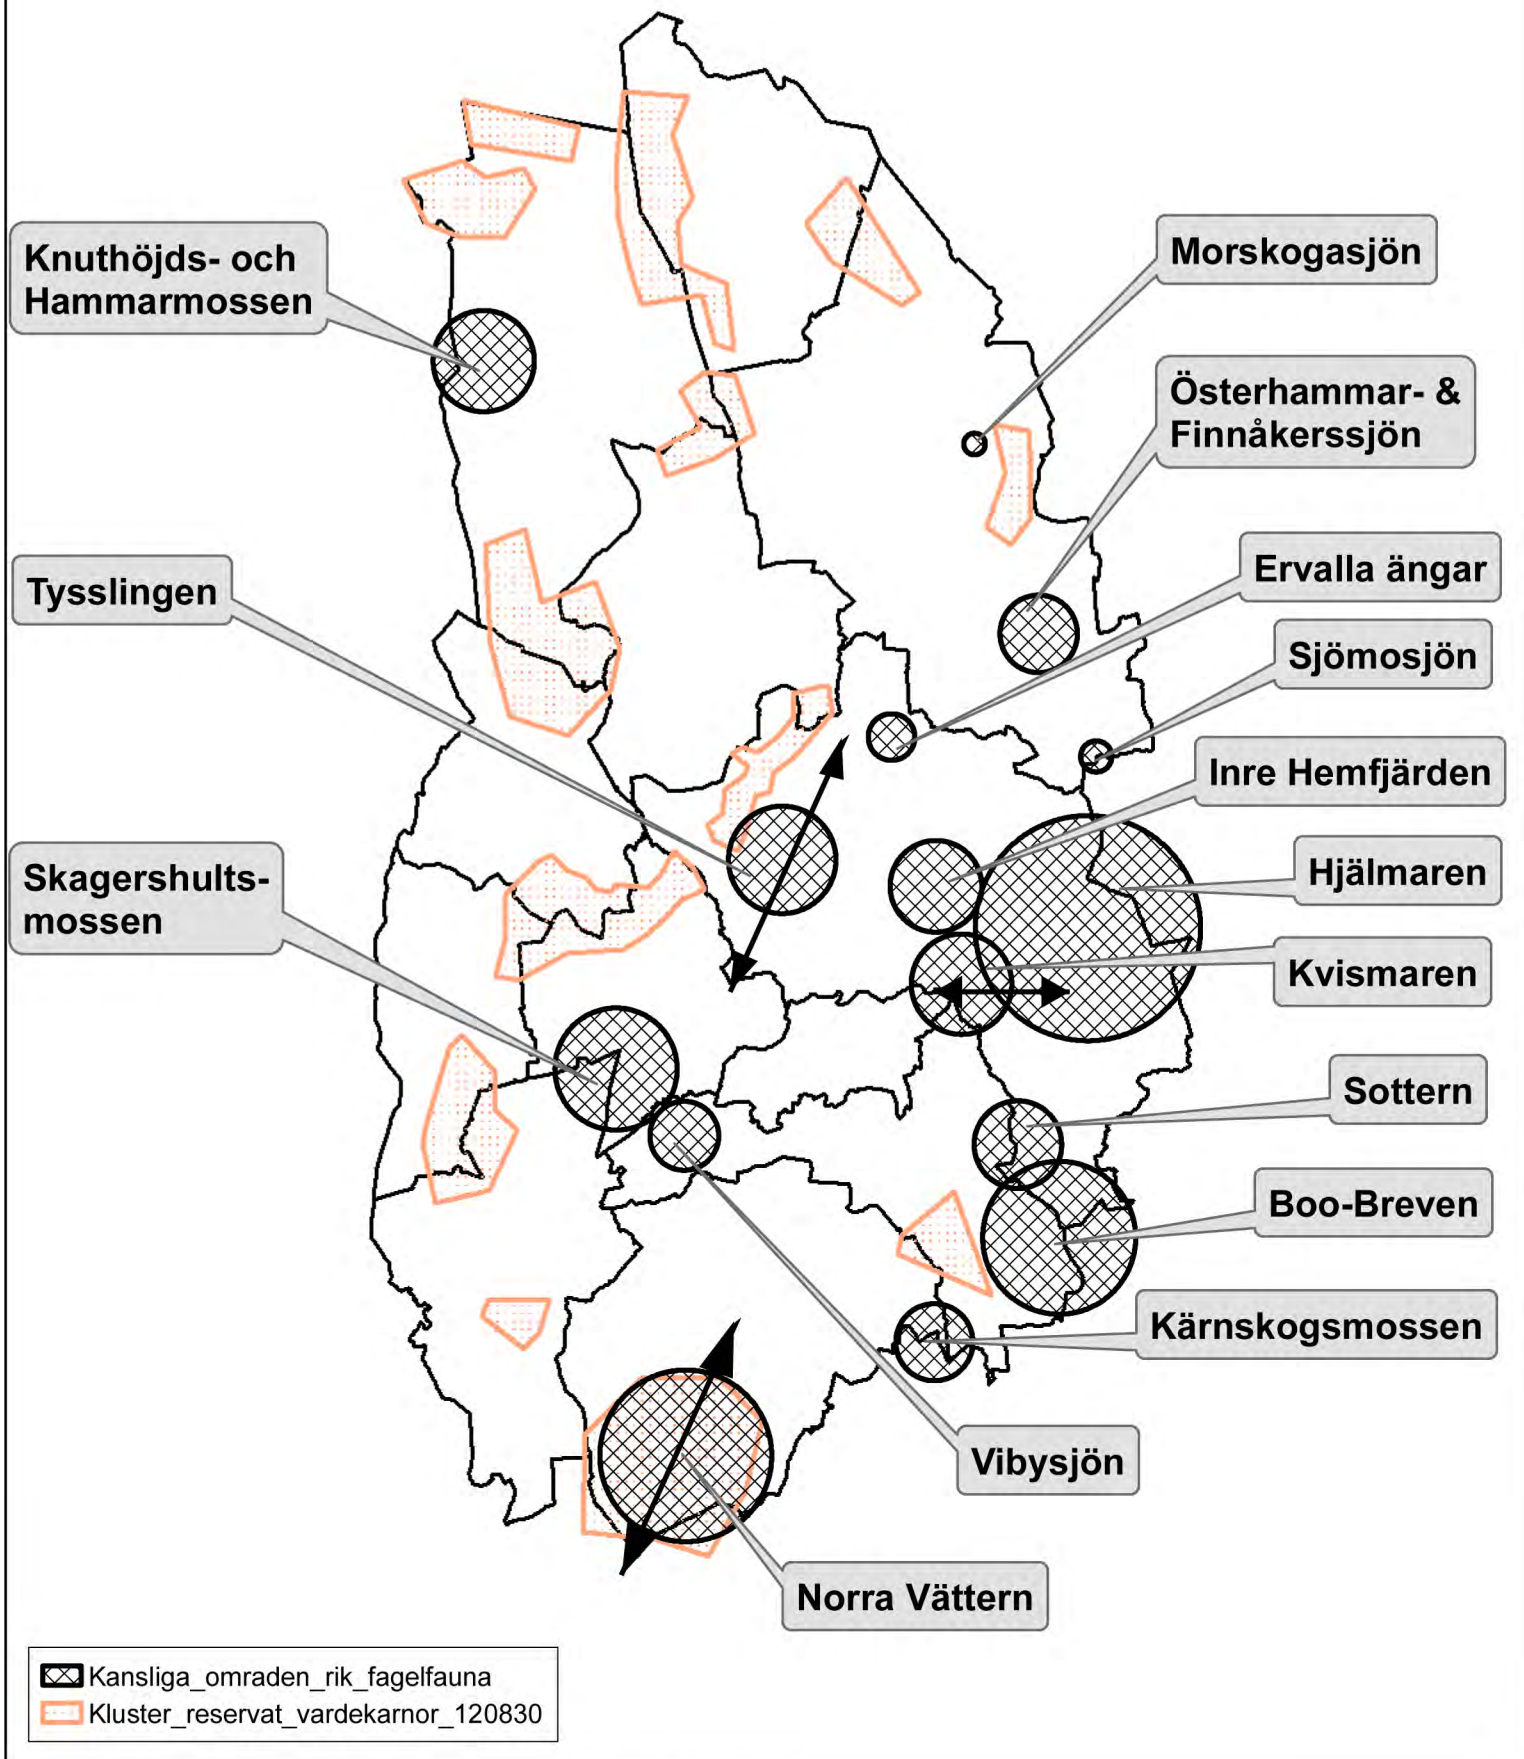 Knuthöjds- och
Hammarmossen
Morskogasjön
Österhammar- &
Finnåkerssjön
Tysslingen
Ervalla ängar
Sjömosjön
Inre Hemfjärden
Skagershults-
mossen
Hjälmaren
Kvismaren
Sottern
Boo-Breven
Kärnskogsmossen
Vibysjön
Norra Vättern
Kansliga_omraden_rik_fagelfauna
Kluster_reservat_vardekarnor_120830